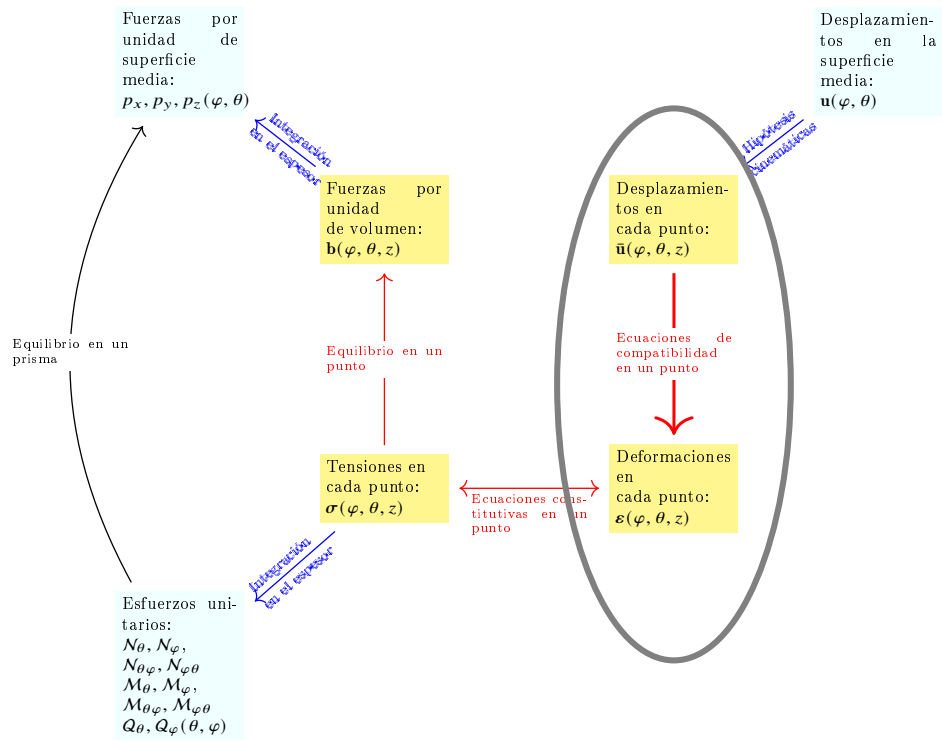 Fuerzas por
unidad de
superficie
media:
p_x, p_y, p_z(φ, θ)
Desplazamien-
tos en la
superficie
media:
u(φ, θ)
Integración
en el espesor
Hipótesis
cinemáticas
Fuerzas por
unidad
de volumen:
b(φ, θ, z)
Desplazamien-
tos en
cada punto:
ū(φ, θ, z)
Equilibrio en un
prisma
Equilibrio en un
punto
Ecuaciones de
compatibilidad
en un punto
Tensiones en
cada punto:
σ(φ, θ, z)
Ecuaciones cons-
titutivas en un
punto
Deformaciones
en
cada punto:
ε(φ, θ, z)
Integración
en el espesor
Esfuerzos uni-
tarios:
N_θ, N_φ,
N_θφ, N_φθ
M_θ, M_φ,
M_θφ, M_φθ
Q_θ, Q_φ(θ, φ)